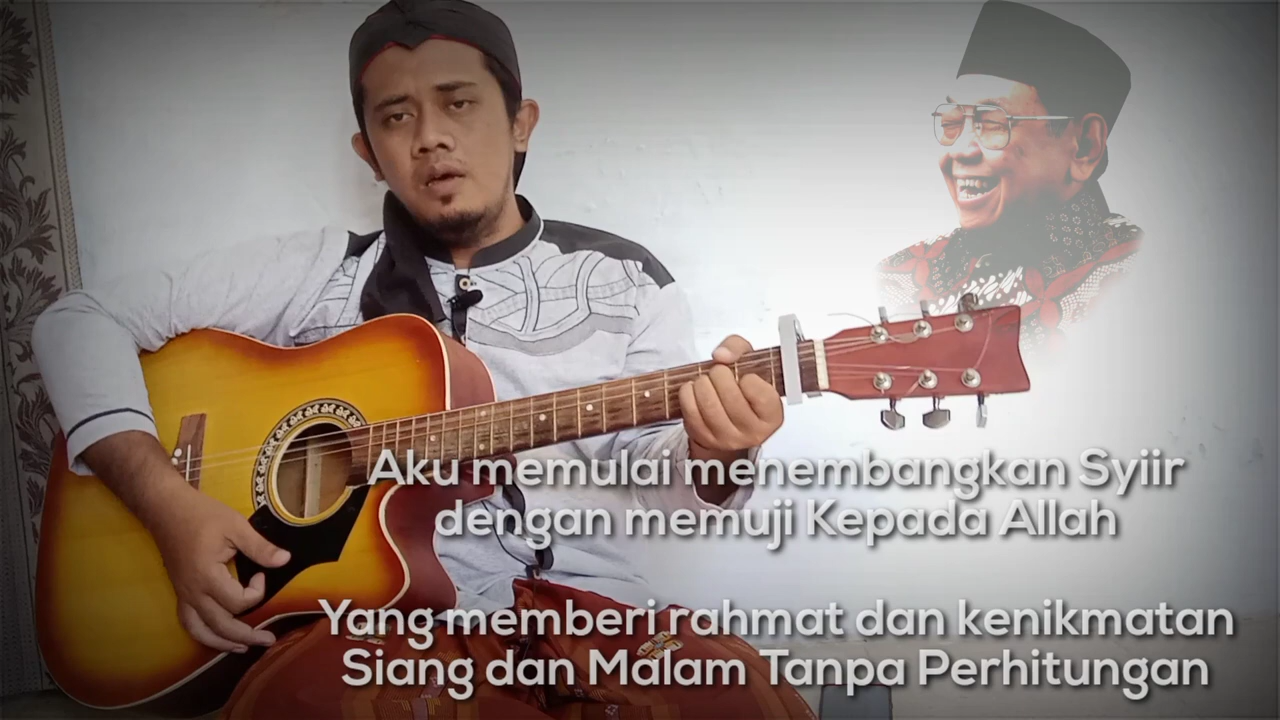 Aku memulai menembangkan Syiir
dengan memuji Kepada Allah
Yang memberi rahmat dan kenikmatan
Siang dan Malam Tanpa Perhitungan